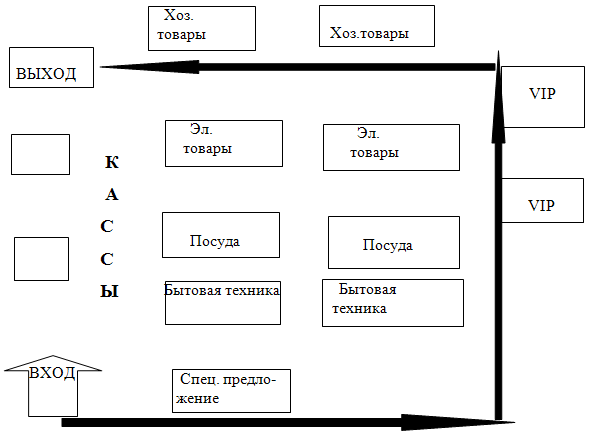 Хоз.
товары
Хоз.товары
ВЫХОД
VIP
Эл.
товары
Эл.
товары
К
А
С
С
Ы
VIP
Посуда
Посуда
Бытовая техника
Бытовая
техника
ВХОД
Спец. предло-
жение